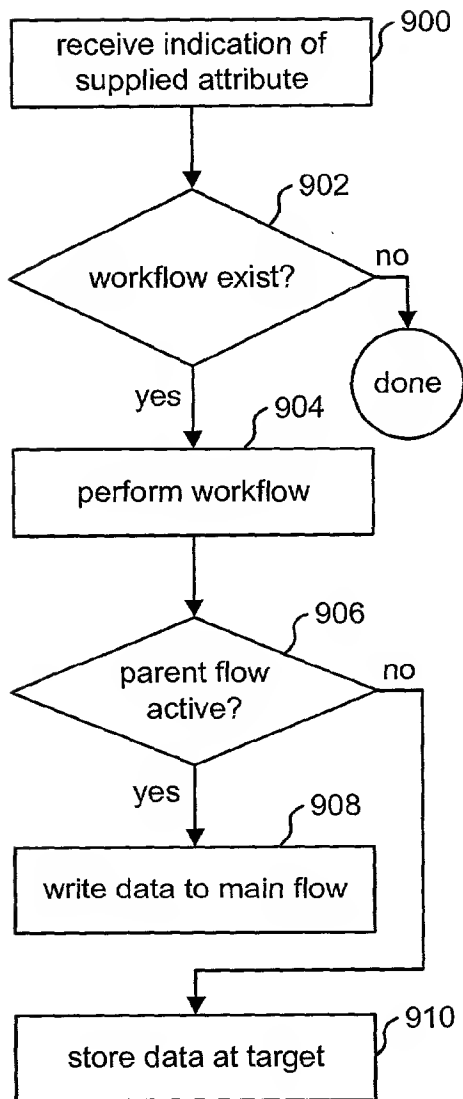 900
receive indication of
supplied attribute
902
workflow exist?
no
done
yes
904
perform workflow
906
parent flow
active?
no
yes
908
write data to main flow
910
store data at target